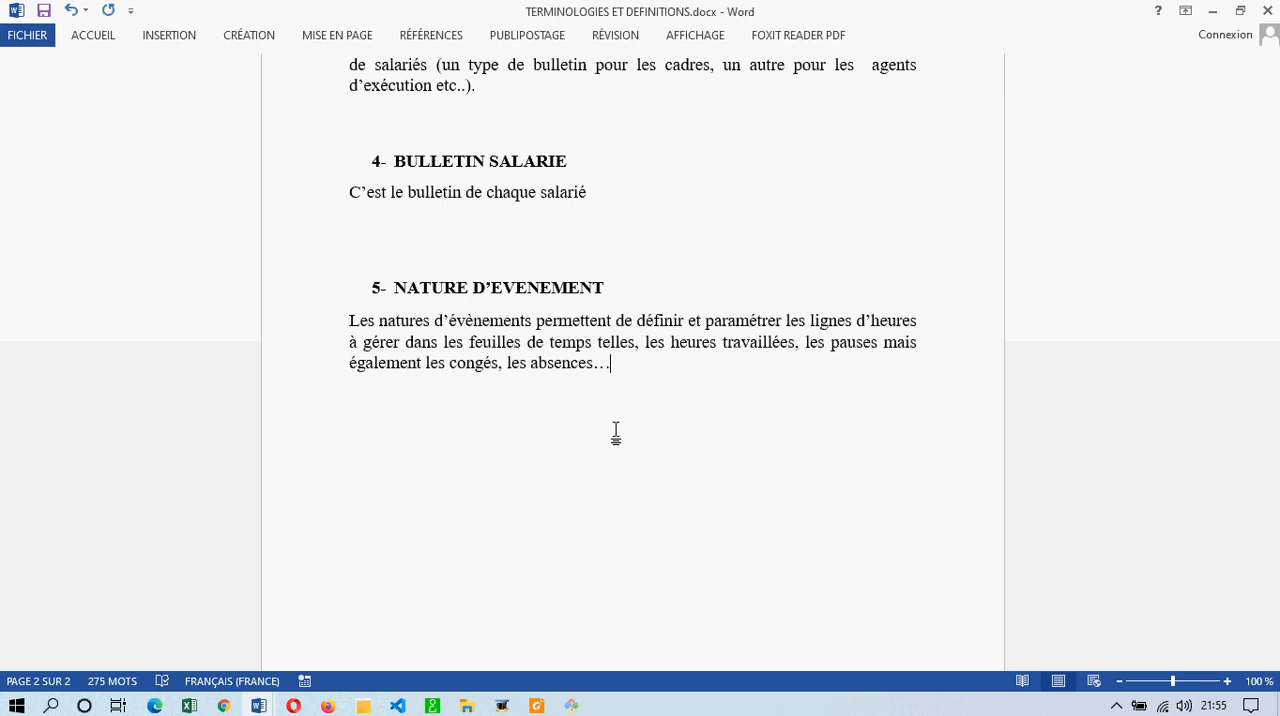 TERMINOLOGIES ET DEFINITIONS.docx - Word
?
FICHIER ACCUEIL INSERTION CRÉATION MISE EN PAGE RÉFÉRENCES PUBLIPOSTAGE RÉVISION AFFICHAGE FOXIT READER PDF Connexion
de salariés (un type de bulletin pour les cadres, un autre pour les agents
d’exécution etc..).
4- BULLETIN SALARIE
C’est le bulletin de chaque salarié
5- NATURE D’EVENEMENT
Les natures d’évènements permettent de définir et paramétrer les lignes d’heures
à gérer dans les feuilles de temps telles, les heures travaillées, les pauses mais
également les congés, les absences…
PAGE 2 SUR 2 275 MOTS FRANÇAIS (FRANCE) 100 %
21:55